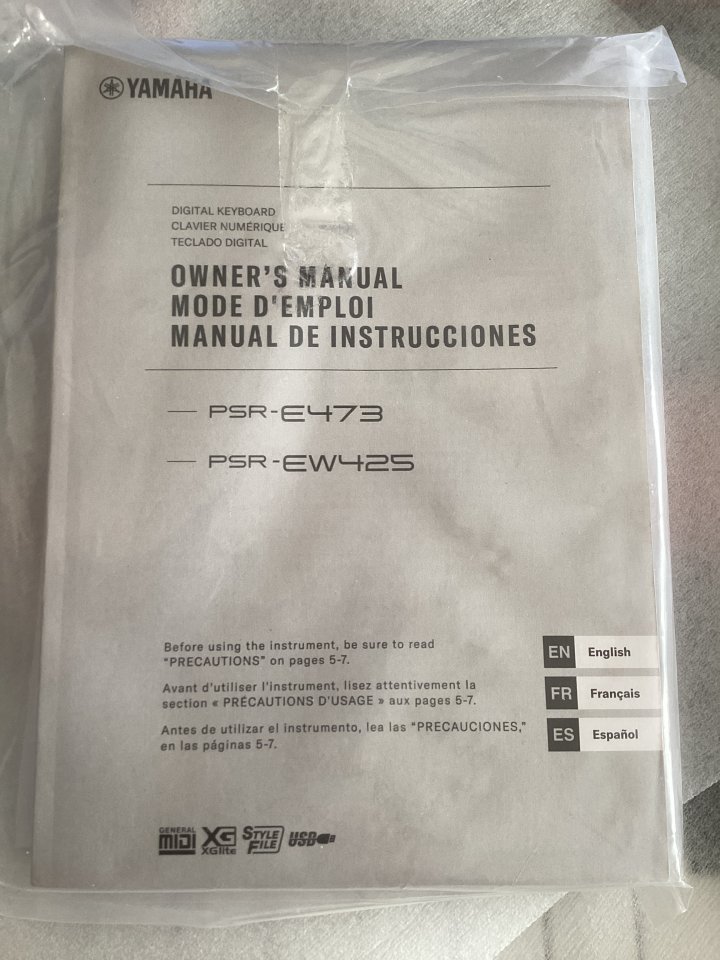 YAMAHA
DIGITAL KEYBOARD
CLAVIER NUMÉRIQUE
TECLADO DIGITAL
OWNER'S MANUAL
MODE D'EMPLOI
MANUAL DE INSTRUCCIONES
— PSR-E473
— PSR-EW425
Before using the instrument, be sure to read
“PRECAUTIONS” on pages 5-7.
Avant d'utiliser l'instrument, lisez attentivement la
section « PRÉCAUTIONS D'USAGE » aux pages 5-7.
Antes de utilizar el instrumento, lea las “PRECAUCIONES,”
en las páginas 5-7.
EN English
FR Français
ES Español
GENERAL MIDI XG XGlite STYLE FILE USB